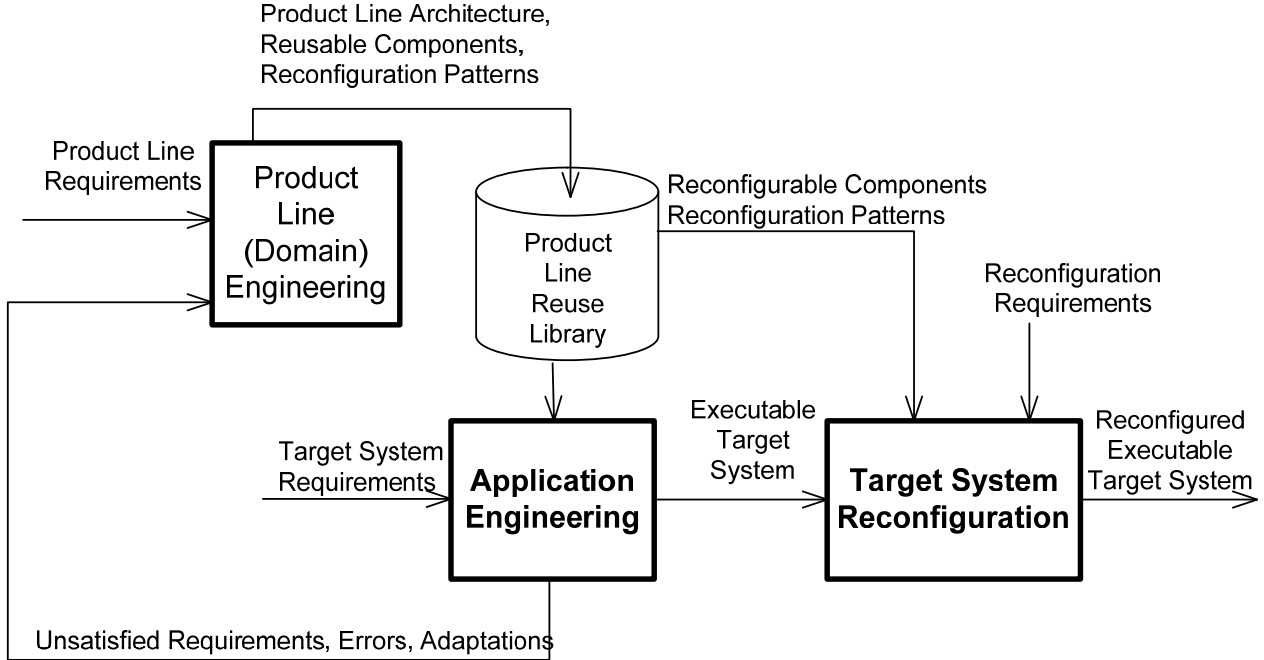 Product Line Architecture,
Reusable Components,
Reconfiguration Patterns
Product Line
Requirements
Product
Line
(Domain)
Engineering
Reconfigurable Components
Reconfiguration Patterns
Product
Line
Reuse
Library
Reconfiguration
Requirements
Target System
Requirements
Application
Engineering
Executable
Target
System
Target System
Reconfiguration
Reconfigured
Executable
Target System
Unsatisfied Requirements, Errors, Adaptations